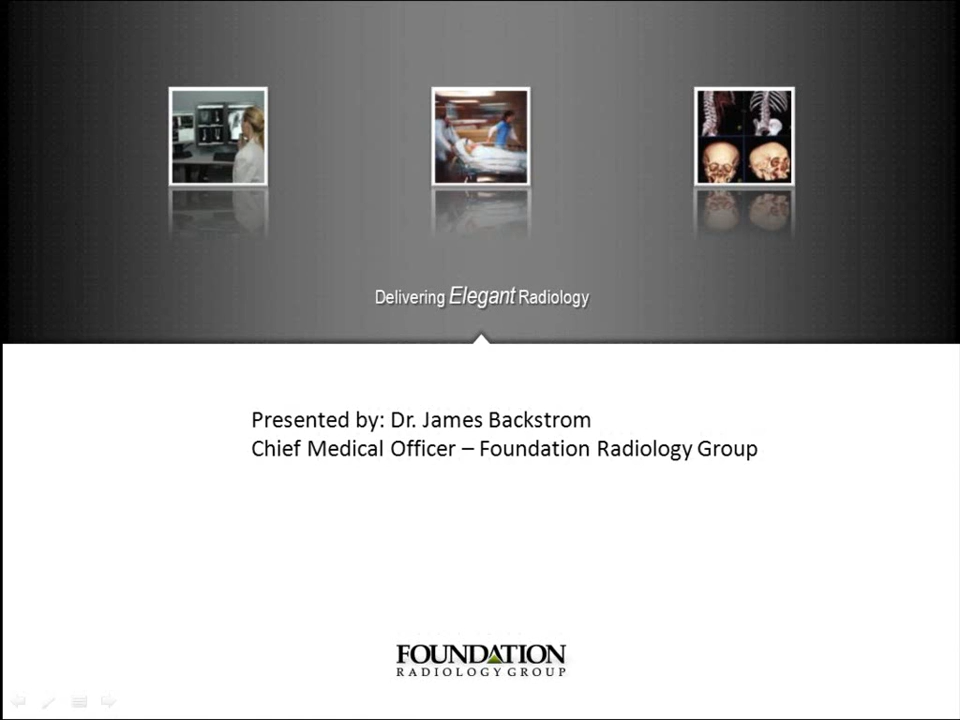 Delivering Elegant Radiology
Presented by: Dr. James Backstrom
Chief Medical Officer – Foundation Radiology Group
FOUNDATION
RADIOLOGY GROUP